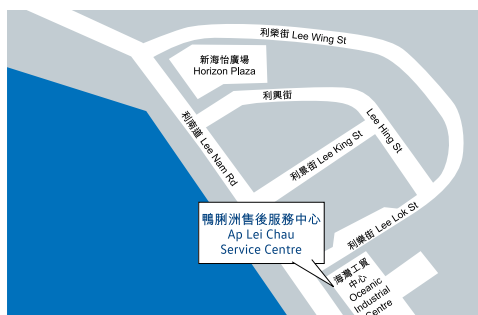 利榮街 Lee Wing St
新海怡廣場
Horizon Plaza
利興街
利南道 Lee Nam Rd
Lee Hing St
利景街 Lee King St
鴨脷洲售後服務中心
Ap Lei Chau
Service Centre
利樂街 Lee Lok St
海灣工貿
中心
Oceanic
Industrial
Centre